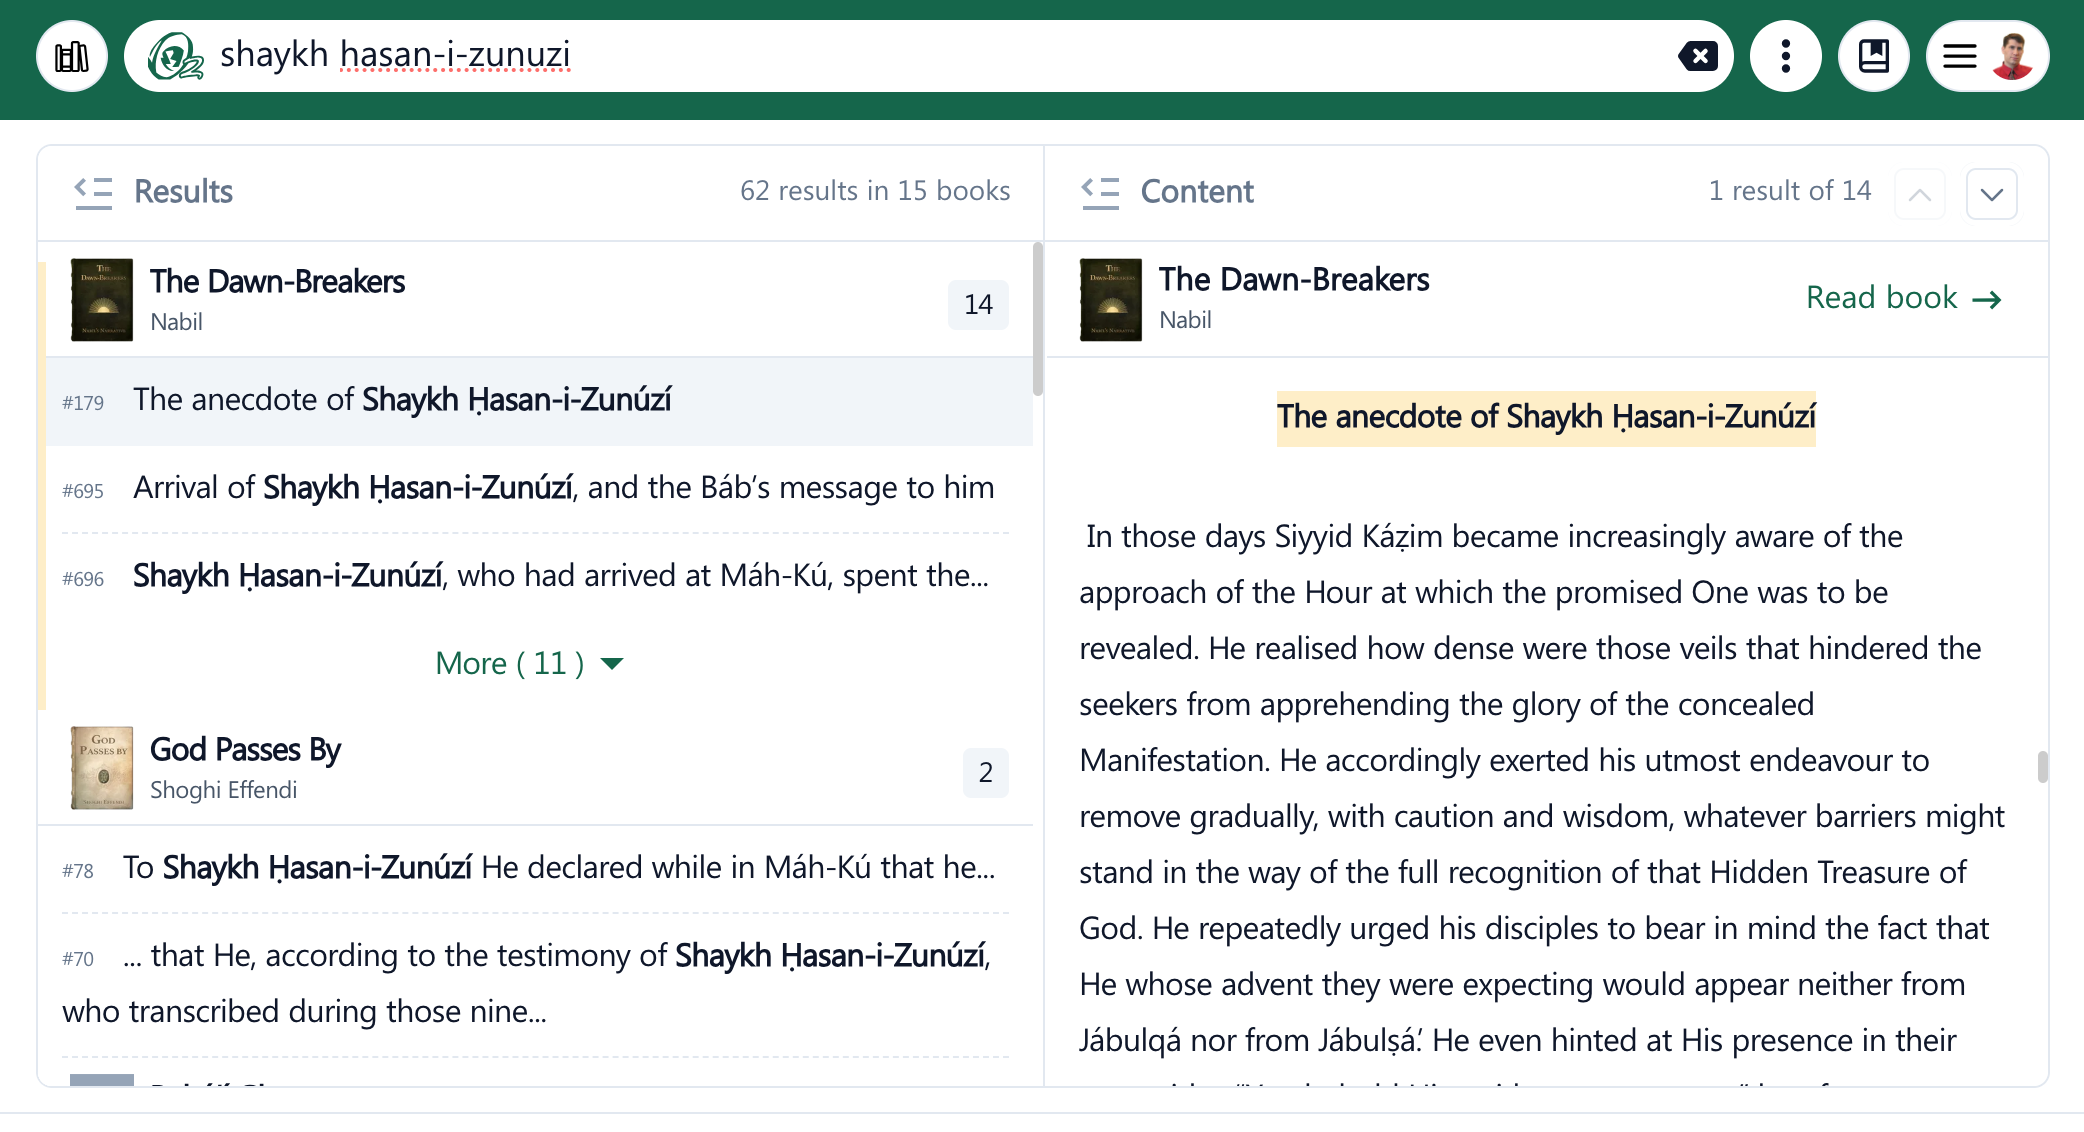 shaykh hasan-i-zunuzi
Results
62 results in 15 books
The Dawn-Breakers
Nabil
14
#179 The anecdote of Shaykh Ḥasan-i-Zunúzí
#695 Arrival of Shaykh Ḥasan-i-Zunúzí, and the Báb’s message to him
#696 Shaykh Ḥasan-i-Zunúzí, who had arrived at Máh-Kú, spent the...
More ( 11 )
God Passes By
Shoghi Effendi
2
#78 To Shaykh Ḥasan-i-Zunúzí He declared while in Máh-Kú that he...
#70 ... that He, according to the testimony of Shaykh Ḥasan-i-Zunúzí,
who transcribed during those nine...
Content
1 result of 14
The Dawn-Breakers
Nabil
Read book →
The anecdote of Shaykh Ḥasan-i-Zunúzí
In those days Siyyid Káẓim became increasingly aware of the
approach of the Hour at which the promised One was to be
revealed. He realised how dense were those veils that hindered the
seekers from apprehending the glory of the concealed
Manifestation. He accordingly exerted his utmost endeavour to
remove gradually, with caution and wisdom, whatever barriers might
stand in the way of the full recognition of that Hidden Treasure of
God. He repeatedly urged his disciples to bear in mind the fact that
He whose advent they were expecting would appear neither from
Jábulqá nor from Jábulṣá.’ He even hinted at His presence in their